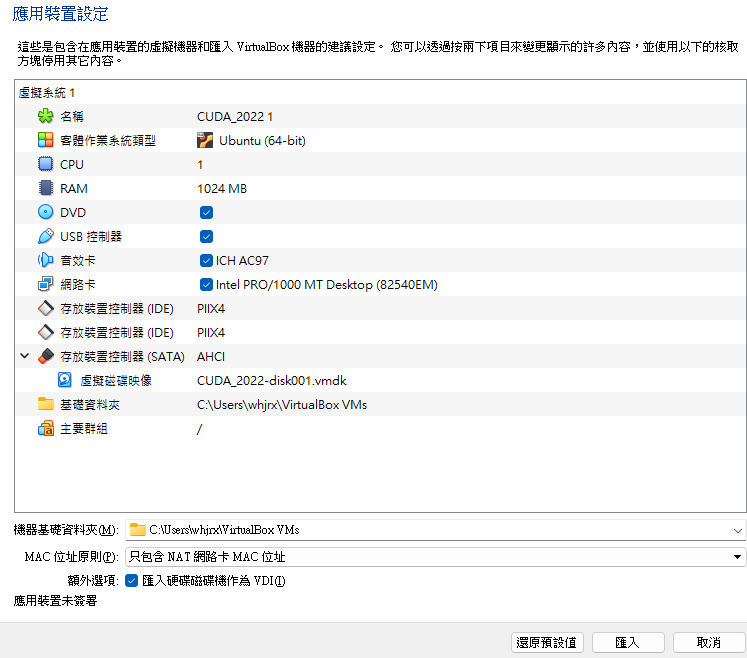 應用裝置設定
這些是包含在應用裝置的虛擬機器和匯入 VirtualBox 機器的建議設定。 您可以透過按兩下項目來變更顯示的許多內容，並使用以下的核取
方塊停用其它內容。
虛擬系統 1
名稱 CUDA_2022 1
客體作業系統類型 Ubuntu (64-bit)
CPU 1
RAM 1024 MB
DVD
USB 控制器
音效卡 ICH AC97
網路卡 Intel PRO/1000 MT Desktop (82540EM)
存放裝置控制器 (IDE) PIIX4
存放裝置控制器 (IDE) PIIX4
存放裝置控制器 (SATA) AHCI
虛擬磁碟映像 CUDA_2022-disk001.vmdk
基礎資料夾 C:\Users\whjrx\VirtualBox VMs
主要群組 /
機器基礎資料夾(M): C:\Users\whjrx\VirtualBox VMs
MAC 位址原則(P): 只包含 NAT 網路卡 MAC 位址
額外選項: 匯入硬碟磁碟機作為 VDI(I)
應用裝置未簽署
還原預設值 匯入 取消